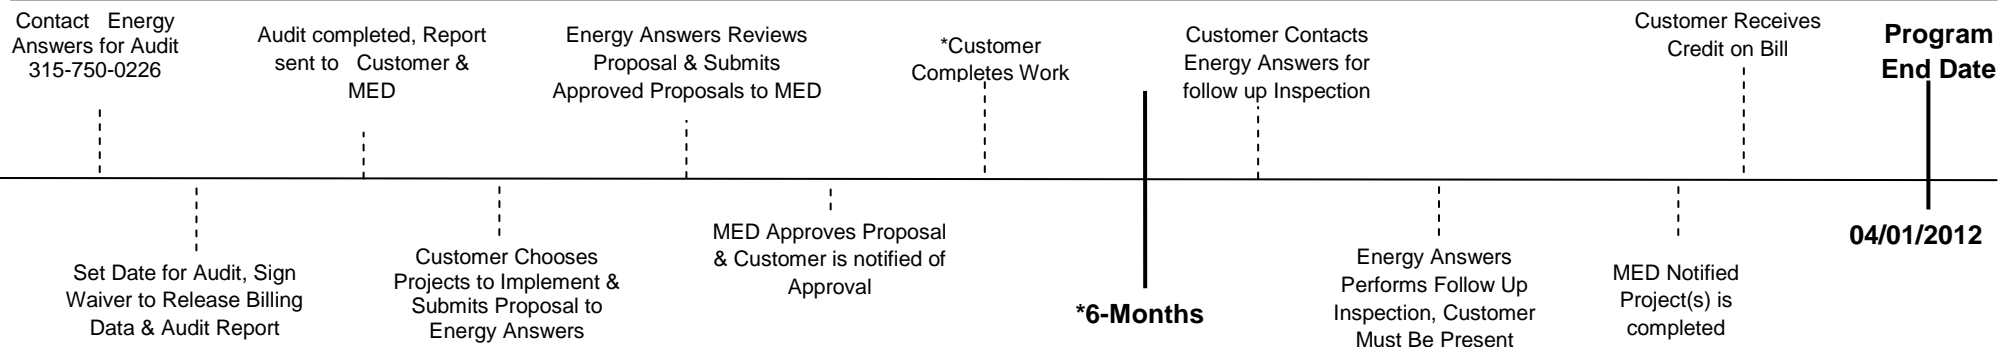 Contact Energy
Answers for Audit
315-750-0226
Set Date for Audit, Sign
Waiver to Release Billing
Data & Audit Report
Audit completed, Report
sent to Customer &
MED
Customer Chooses
Projects to Implement &
Submits Proposal to
Energy Answers
Energy Answers Reviews
Proposal & Submits
Approved Proposals to MED
MED Approves Proposal
& Customer is notified of
Approval
*Customer
Completes Work
*6-Months
Customer Contacts
Energy Answers for
follow up Inspection
Energy Answers
Performs Follow Up
Inspection, Customer
Must Be Present
MED Notified
Project(s) is
completed
Customer Receives
Credit on Bill
Program
End Date
04/01/2012